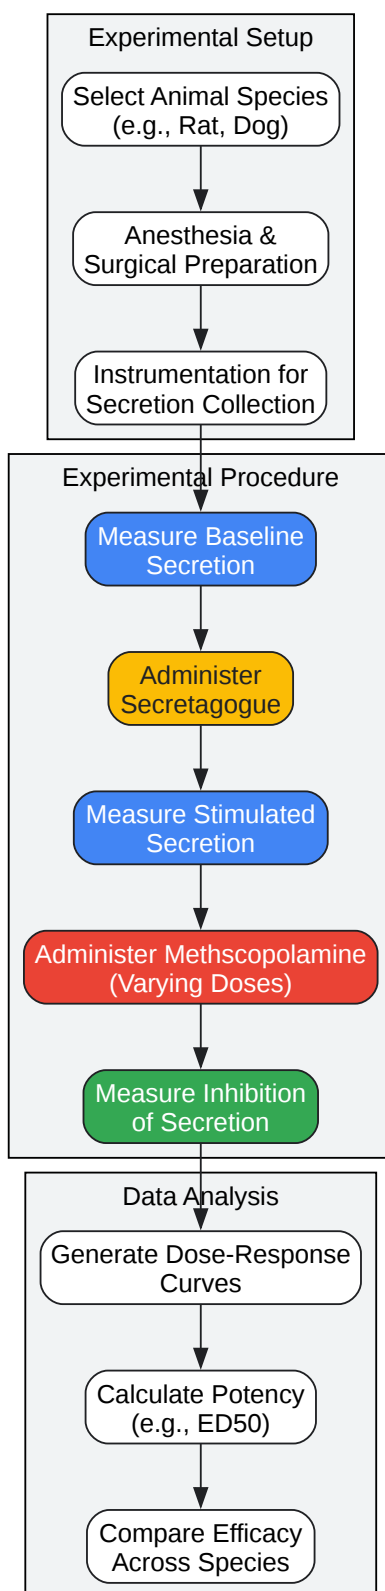 Experimental Setup
Select Animal Species
(e.g., Rat, Dog)
Anesthesia &
Surgical Preparation
Instrumentation for
Secretion Collection
Experimental Procedure
Measure Baseline
Secretion
Administer
Secretagogue
Measure Stimulated
Secretion
Administer Methscopolamine
(Varying Doses)
Measure Inhibition
of Secretion
Data Analysis
Generate Dose-Response
Curves
Calculate Potency
(e.g., ED50)
Compare Efficacy
Across Species